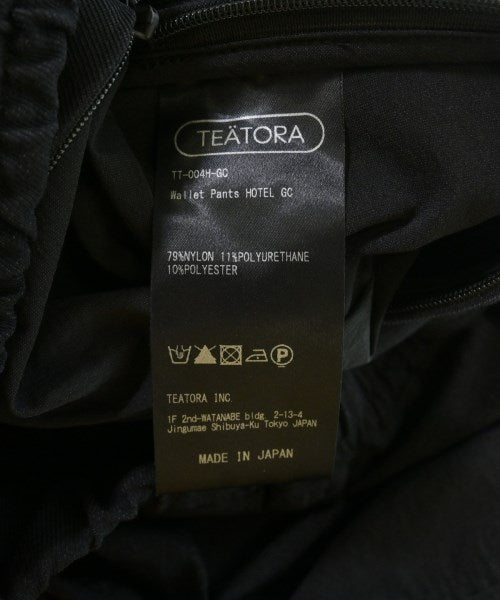 TEÄTORA
TT-004H-GC
Wallet Pants HOTEL GC
79%NYLON 11%POLYURETHANE
10%POLYESTER
P
TEATORA INC.
1F 2nd-WATANABE bldg. 2-13-4
Jingumae Shibuya-Ku Tokyo JAPAN
MADE IN JAPAN